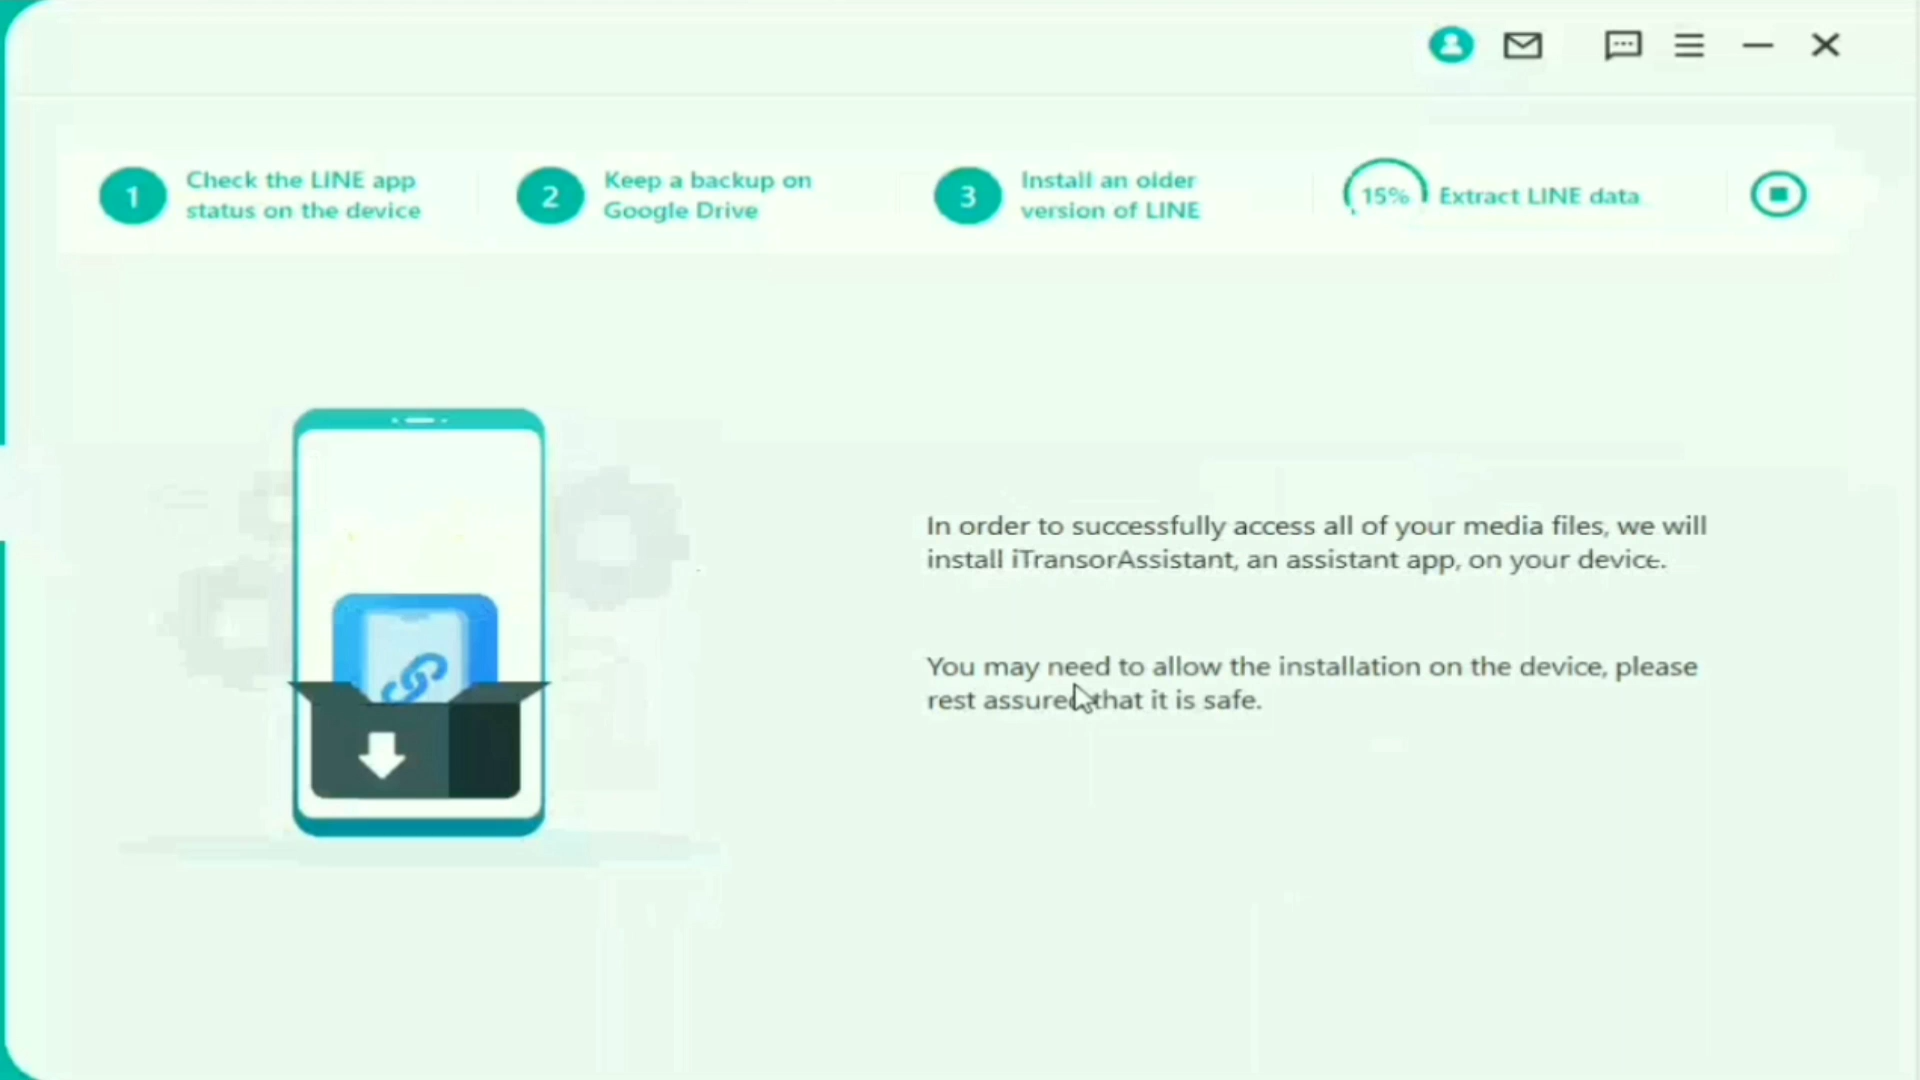 1
Check the LINE app
status on the device
2
Keep a backup on
Google Drive
3
Install an older
version of LINE
15%
Extract LINE data
In order to successfully access all of your media files, we will
install iTransorAssistant, an assistant app, on your device.
You may need to allow the installation on the device, please
rest assured that it is safe.